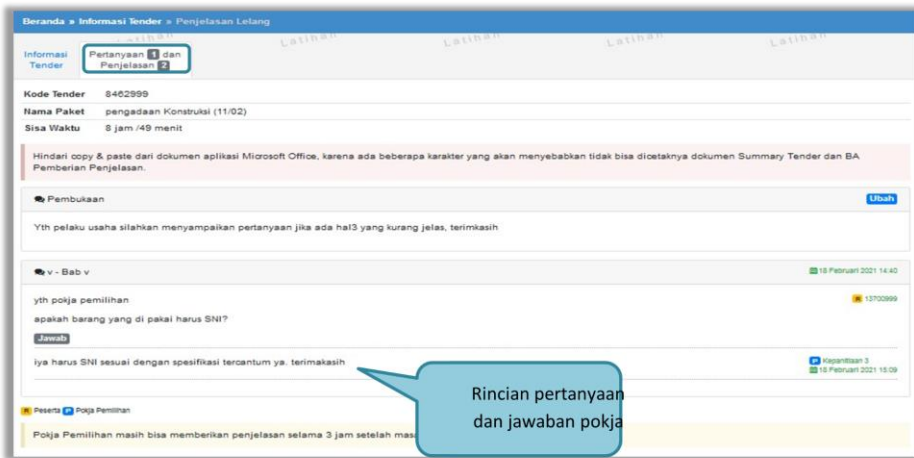 Beranda » Informasi Tender » Penjelasan Lelang
Latihan Latihan Latihan Latihan Latihan
Informasi
Tender
Pertanyaan 1 dan
Penjelasan 2
Kode Tender 8462999
Nama Paket pengadaan Konstruksi (11/02)
Sisa Waktu 8 jam /49 menit
Hindari copy & paste dari dokumen aplikasi Microsoft Office, karena ada beberapa karakter yang akan menyebabkan tidak bisa dicetaknya dokumen Summary Tender dan BA
Pemberian Penjelasan.
Pembukaan Ubah
Yth pelaku usaha silahkan menyampaikan pertanyaan jika ada hal3 yang kurang jelas, terimkasih
v - Bab v 18 Februari 2021 14:40
yth pokja pemilihan 13700999
apakah barang yang di pakai harus SNI?
Jawab
iya harus SNI sesuai dengan spesifikasi tercantum ya. terimakasih P Kepanitiaan 3
18 Februari 2021 15:09
Rincian pertanyaan
dan jawaban pokja
Peserta P Pokja Pemilihan
Pokja Pemilihan masih bisa memberikan penjelasan selama 3 jam setelah